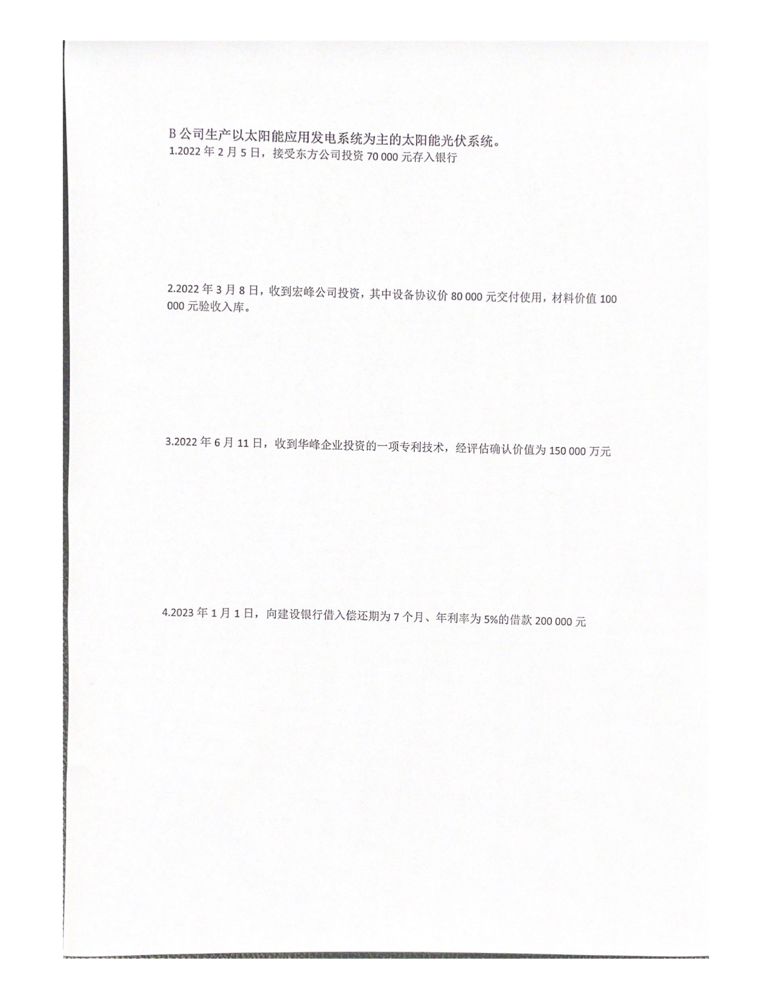 B 公司生产以太阳能应用发电系统为主的太阳能光伏系统。
1.2022 年 2 月 5 日，接受东方公司投资 70 000 元存入银行
2.2022 年 3 月 8 日，收到宏峰公司投资，其中设备协议价 80 000 元交付使用，材料价值 100
000 元验收入库。
3.2022 年 6 月 11 日，收到华峰企业投资的一项专利技术，经评估确认价值为 150 000 万元
4.2023 年 1 月 1 日，向建设银行借入偿还期为 7 个月、年利率为 5%的借款 200 000 元